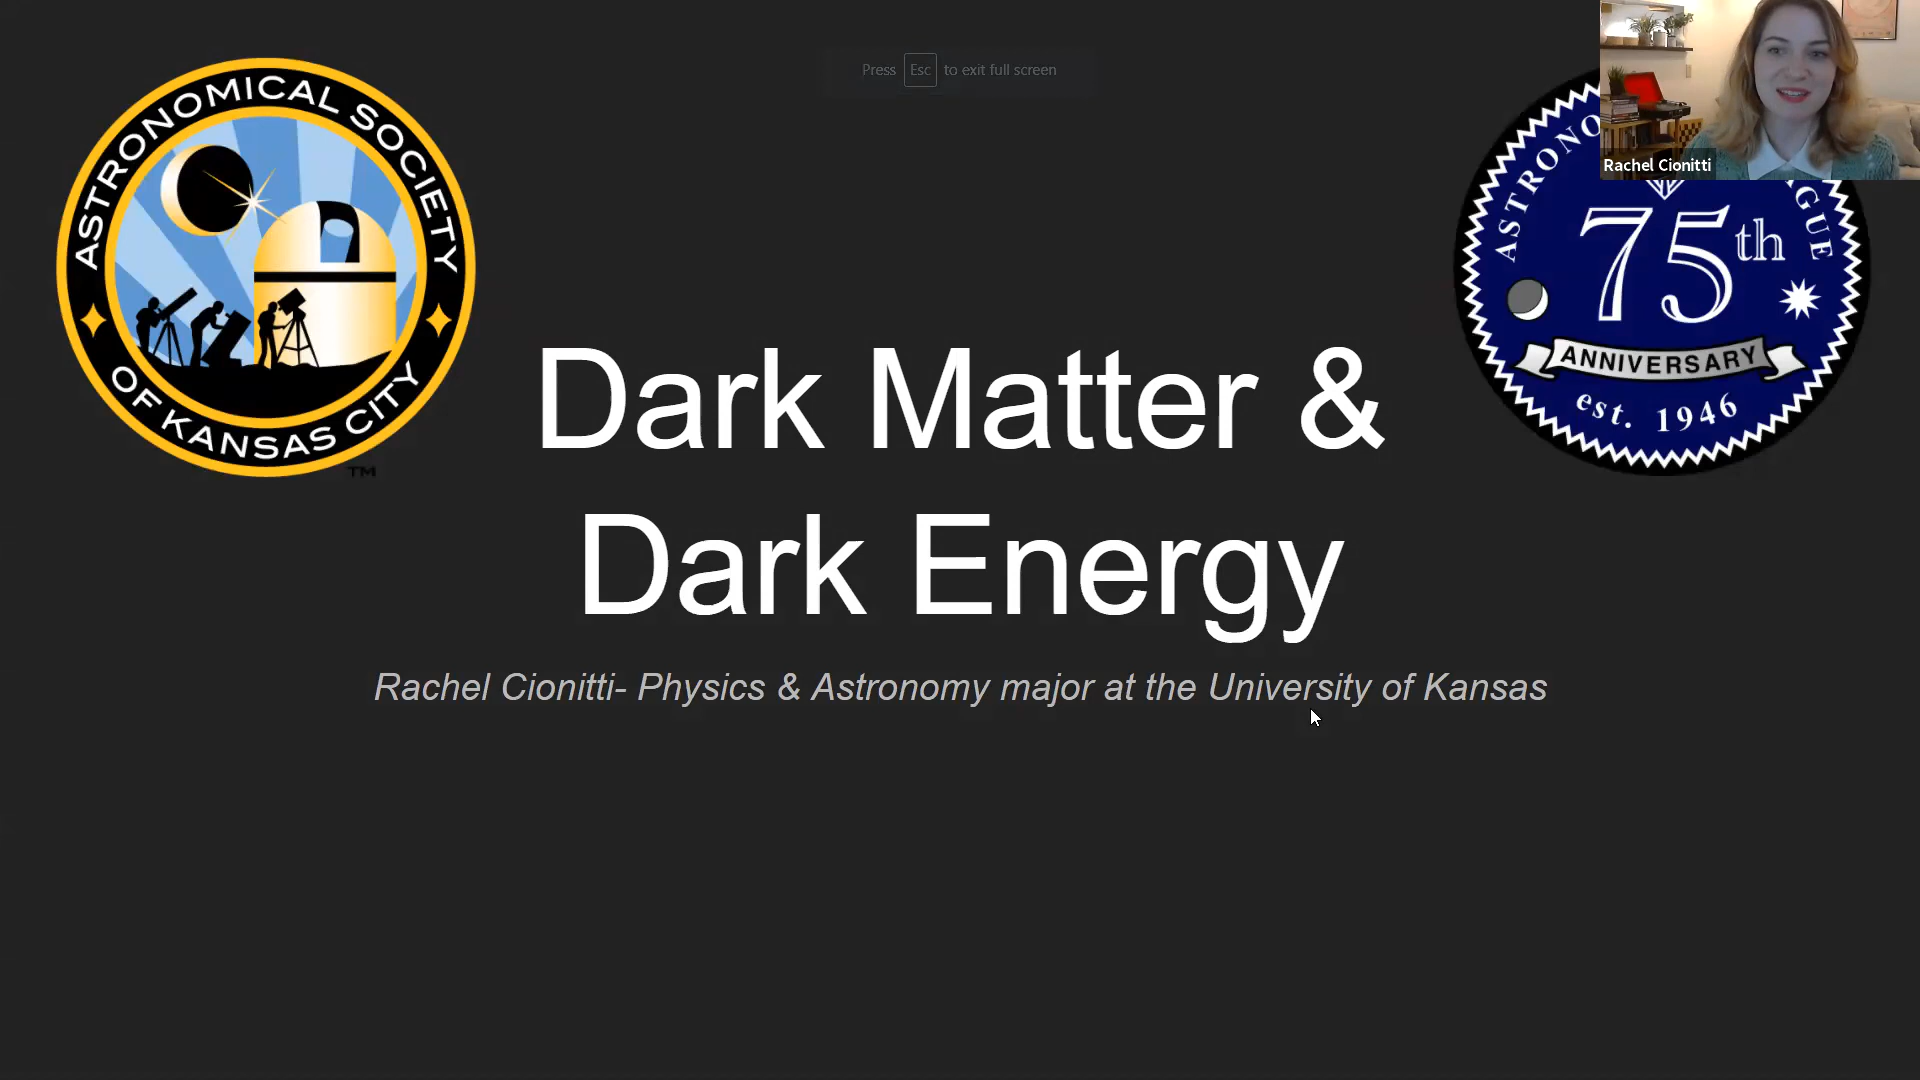 Press Esc to exit full screen
Rachel Cionitti
ASTRONOMICAL SOCIETY
OF KANSAS CITY
TM
75th
ANNIVERSARY
est. 1946
Dark Matter &
Dark Energy
Rachel Cionitti- Physics & Astronomy major at the University of Kansas